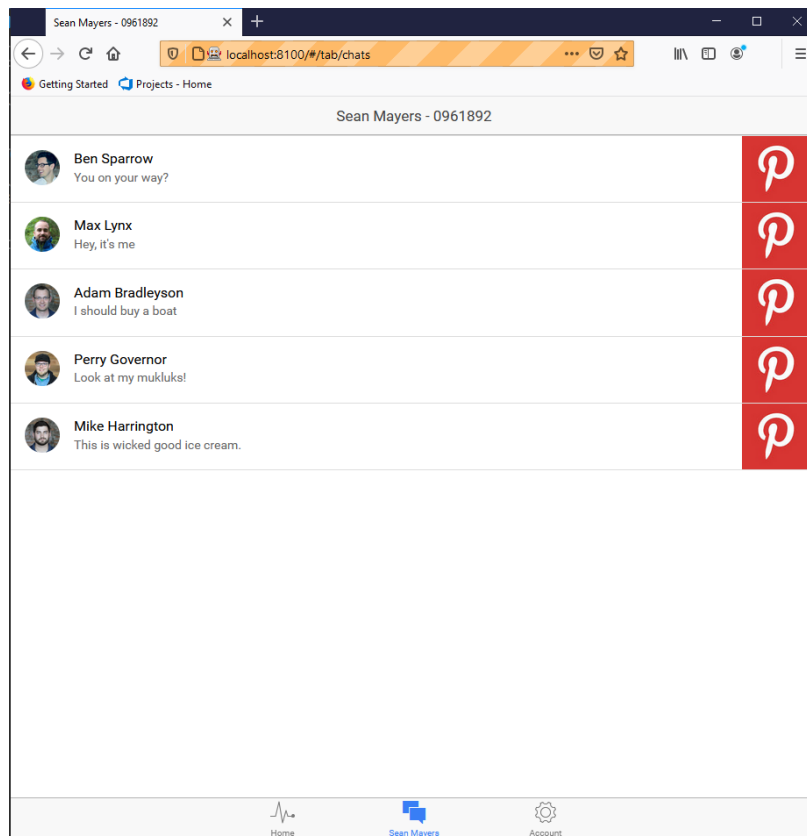 Sean Mayers - 0961892
localhost:8100/#/tab/chats
Getting Started
Projects - Home
Sean Mayers - 0961892
Ben Sparrow
You on your way?
Max Lynx
Hey, it's me
Adam Bradleyson
I should buy a boat
Perry Governor
Look at my mukluks!
Mike Harrington
This is wicked good ice cream.
Home
Sean Mayers
Account